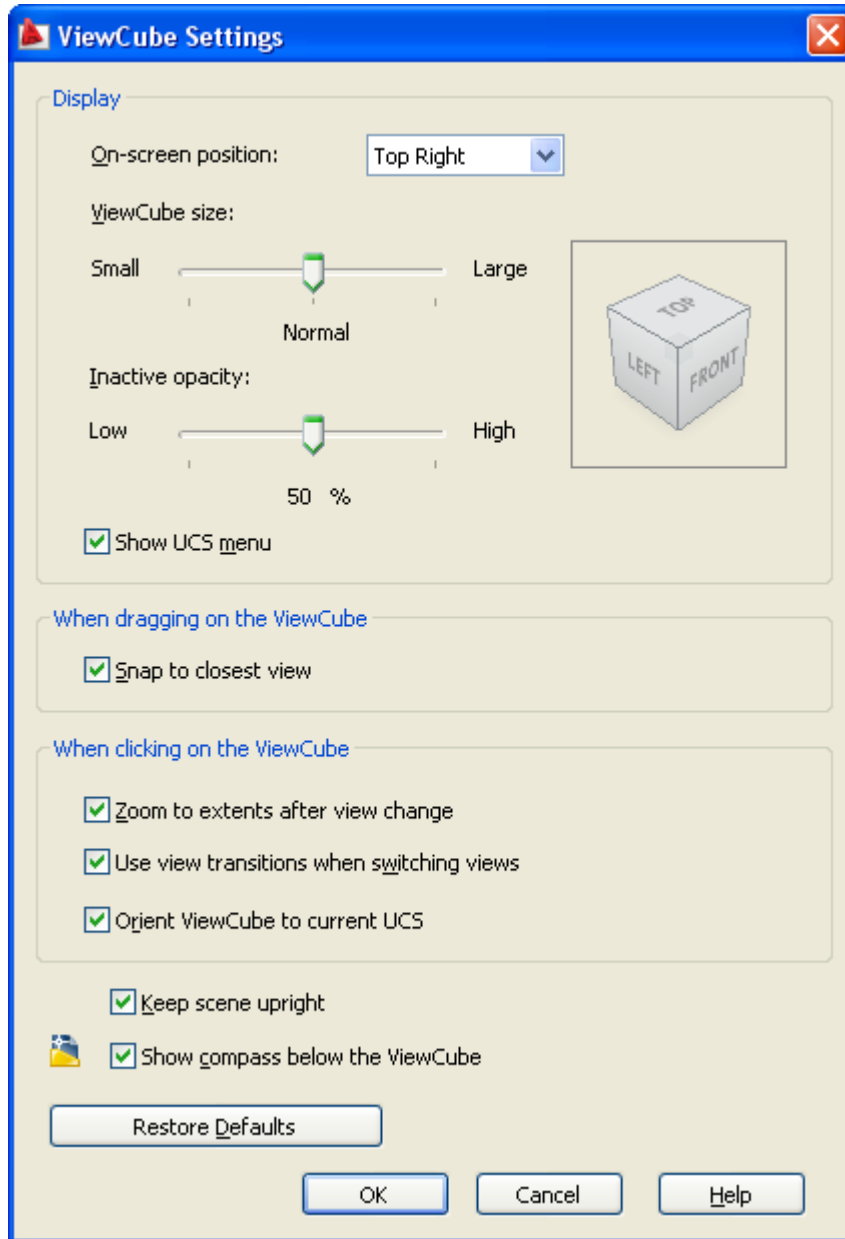 ViewCube Settings
Display
On-screen position: Top Right
ViewCube size:
Small Large
Normal
TOP
LEFT FRONT
Inactive opacity:
Low High
50 %
Show UCS menu
When dragging on the ViewCube
Snap to closest view
When clicking on the ViewCube
Zoom to extents after view change
Use view transitions when switching views
Orient ViewCube to current UCS
Keep scene upright
Show compass below the ViewCube
Restore Defaults
OK Cancel Help